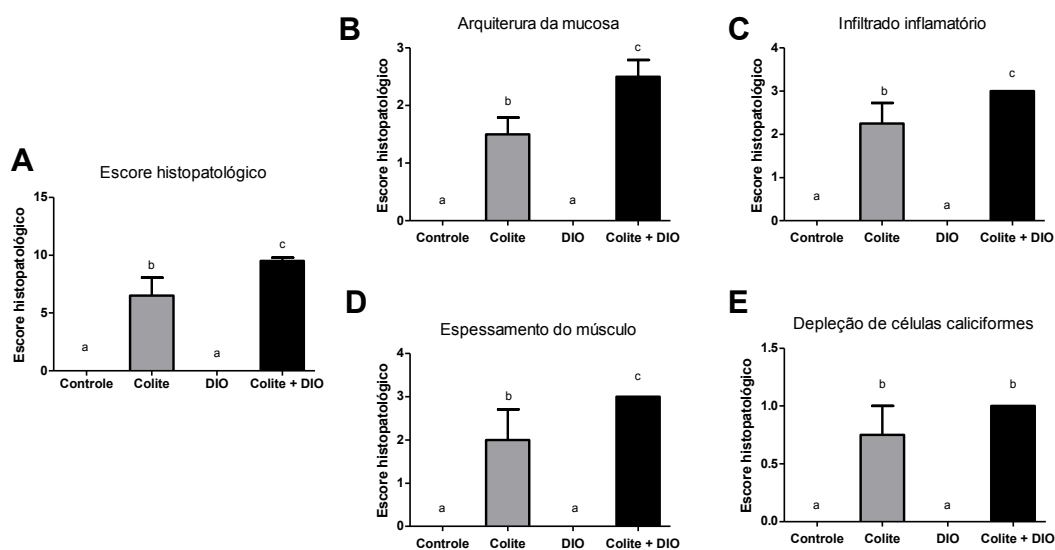 A
Escore histopatológico
Escore histopatológico
15
10
5
0
a
b
a
c
Controle
Colite
DIO
Colite + DIO
B
Arquiterura da mucosa
Escore histopatológico
3
2
1
0
a
b
a
c
Controle
Colite
DIO
Colite + DIO
C
Infiltrado inflamatório
Escore histopatológico
4
3
2
1
0
a
b
a
c
Controle
Colite
DIO
Colite + DIO
D
Espessamento do músculo
Escore histopatológico
4
3
2
1
0
a
b
a
c
Controle
Colite
DIO
Colite + DIO
E
Depleção de células caliciformes
Escore histopatológico
1.5
1.0
0.5
0.0
a
b
a
b
Controle
Colite
DIO
Colite + DIO